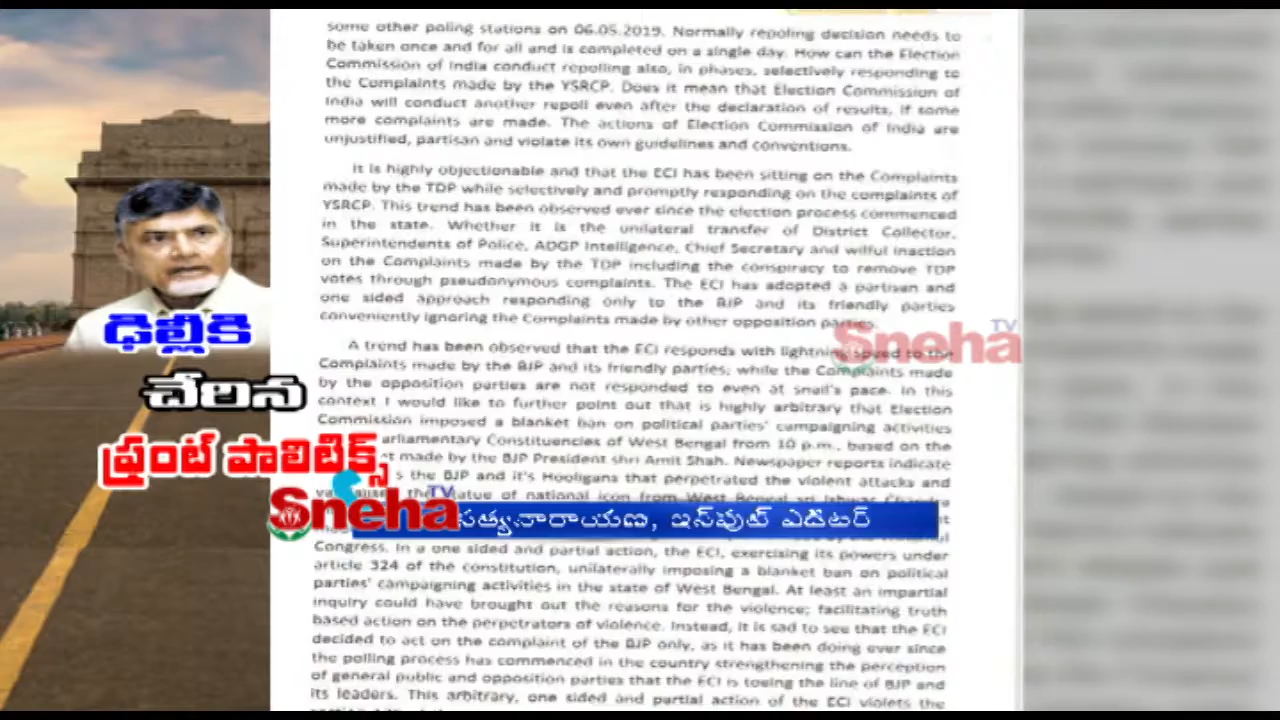 some other poling stations on 06.05.2019. Normally repoling decision needs to
be taken once and for all and is completed on a single day. How can the Election
Commission of India conduct repolling also, in phases, selectively responding to
the Complaints made by the YSRCP. Does it mean that Election Commission of
India will conduct another repoll even after the declaration of results, if some
more complaints are made. The actions of Election Commission of India are
unjustified, partisan and violate its own guidelines and conventions.
It is highly objectionable and that the ECI has been sitting on the Complaints
made by the TDP while selectively and promptly responding on the complaints of
YSRCP. This trend has been observed ever since the election process commenced
in the state. Whether it is the unilateral transfer of District Collector,
Superintendents of Police, ADGP Intelligence, Chief Secretary and wilful inaction
on the Complaints made by the TDP including the conspiracy to remove TDP
votes through pseudonymous complaints. The ECI has adopted a partisan and
one sided approach responding only to the BJP and its friendly parties
conveniently ignoring the Complaints made by other opposition parties.
Sneha TV
A trend has been observed that the ECI responds with lightning speed to the
Complaints made by the BJP and its friendly parties, while the Complaints made
by the opposition parties are not responded to even at snail's pace. In this
context I would like to further point out that is highly arbitrary that Election
Commission imposed a blanket ban on political parties' campaigning activities
arliamentary Constituencies of West Bengal from 10 p.m., based on the
made by the BJP President shri Amit Shah. Newspaper reports indicate
the BJP and it's Hooligans that perpetrated the violent attacks and
the statue of national icon from West Bengal sri Ishwar Chandra
Congress. In a one sided and partial action, the ECI, exercising its powers under
article 324 of the constitution, unilaterally imposing a blanket ban on political
parties' campaigning activities in the state of West Bengal. At least an impartial
inquiry could have brought out the reasons for the violence; facilitating truth
based action on the perpetrators of violence. Instead, it is sad to see that the ECI
decided to act on the complaint of the BJP only, as it has been doing ever since
the polling process has commenced in the country strengthening the perception
of general public and opposition parties that the ECI is toeing the line of BJP and
its leaders. This arbitrary, one sided and partial action of the ECI violets the
ఢిల్లీకి
చేరిన
ఫ్రంట్ పాలిటిక్స్
Sneha TV
సత్యనారాయణ, ఇన్‌పుట్ ఎడిటర్